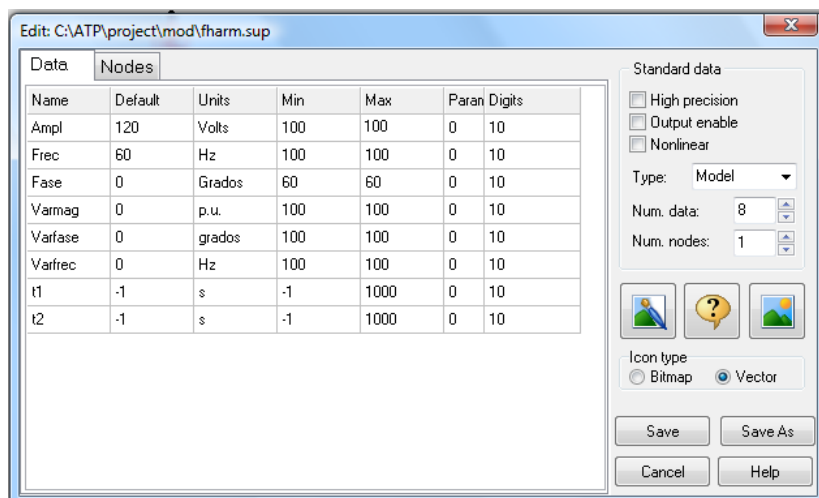 Edit: C:\ATP\project\mod\fharm.sup
Data Nodes
Name Default Units Min Max Param Digits
Ampl 120 Volts 100 100 0 10
Frec 60 Hz 100 100 0 10
Fase 0 Grados 60 60 0 10
Varmag 0 p.u. 100 100 0 10
Varfase 0 grados 100 100 0 10
Varfrec 0 Hz 100 100 0 10
t1 -1 s -1 1000 0 10
t2 -1 s -1 1000 0 10
Standard data
High precision
Output enable
Nonlinear
Type: Model
Num. data: 8
Num. nodes: 1
Icon type
Bitmap Vector
Save Save As
Cancel Help